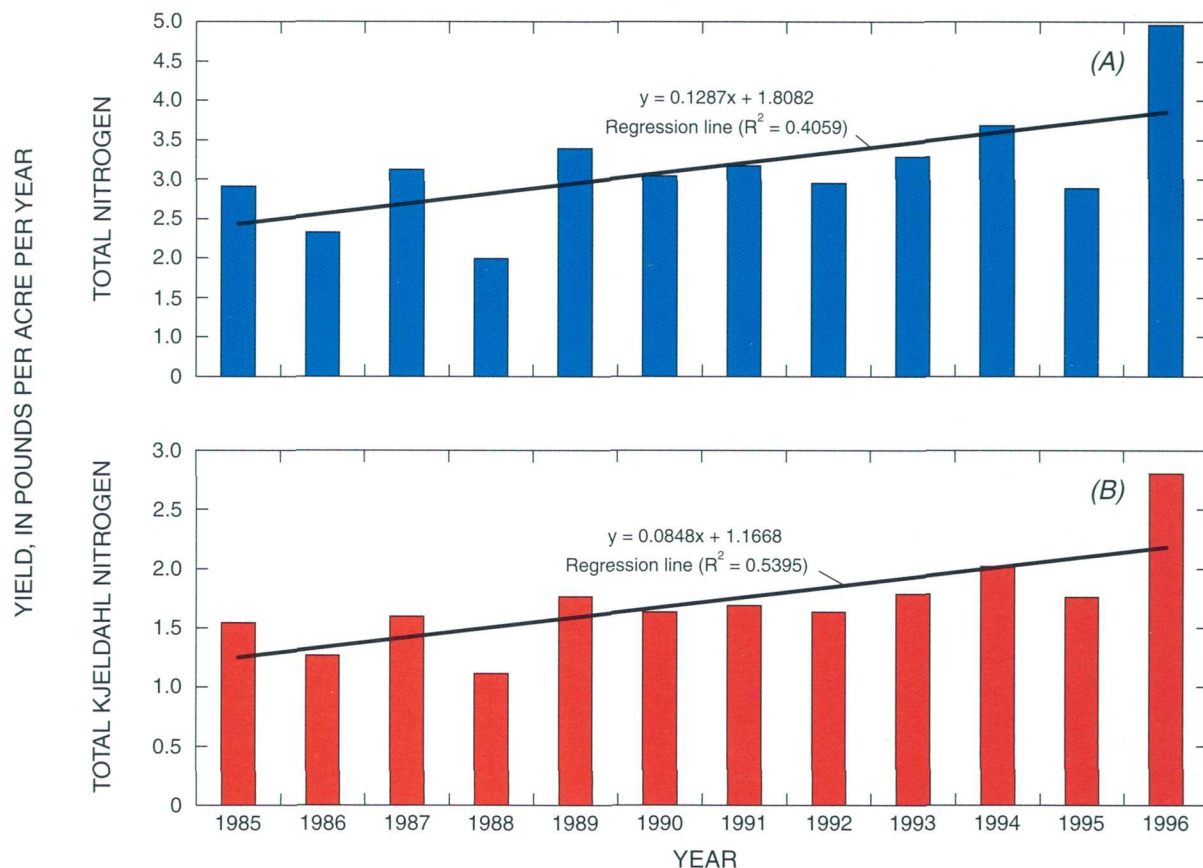 YIELD, IN POUNDS PER ACRE PER YEAR
TOTAL NITROGEN
5.0
4.5
4.0
3.5
3.0
2.5
2.0
1.5
1.0
0
(A)
y = 0.1287x + 1.8082
Regression line (R² = 0.4059)
TOTAL KJELDAHL NITROGEN
3.0
2.5
2.0
1.5
1.0
0.5
0
(B)
y = 0.0848x + 1.1668
Regression line (R² = 0.5395)
1985 1986 1987 1988 1989 1990 1991 1992 1993 1994 1995 1996
YEAR